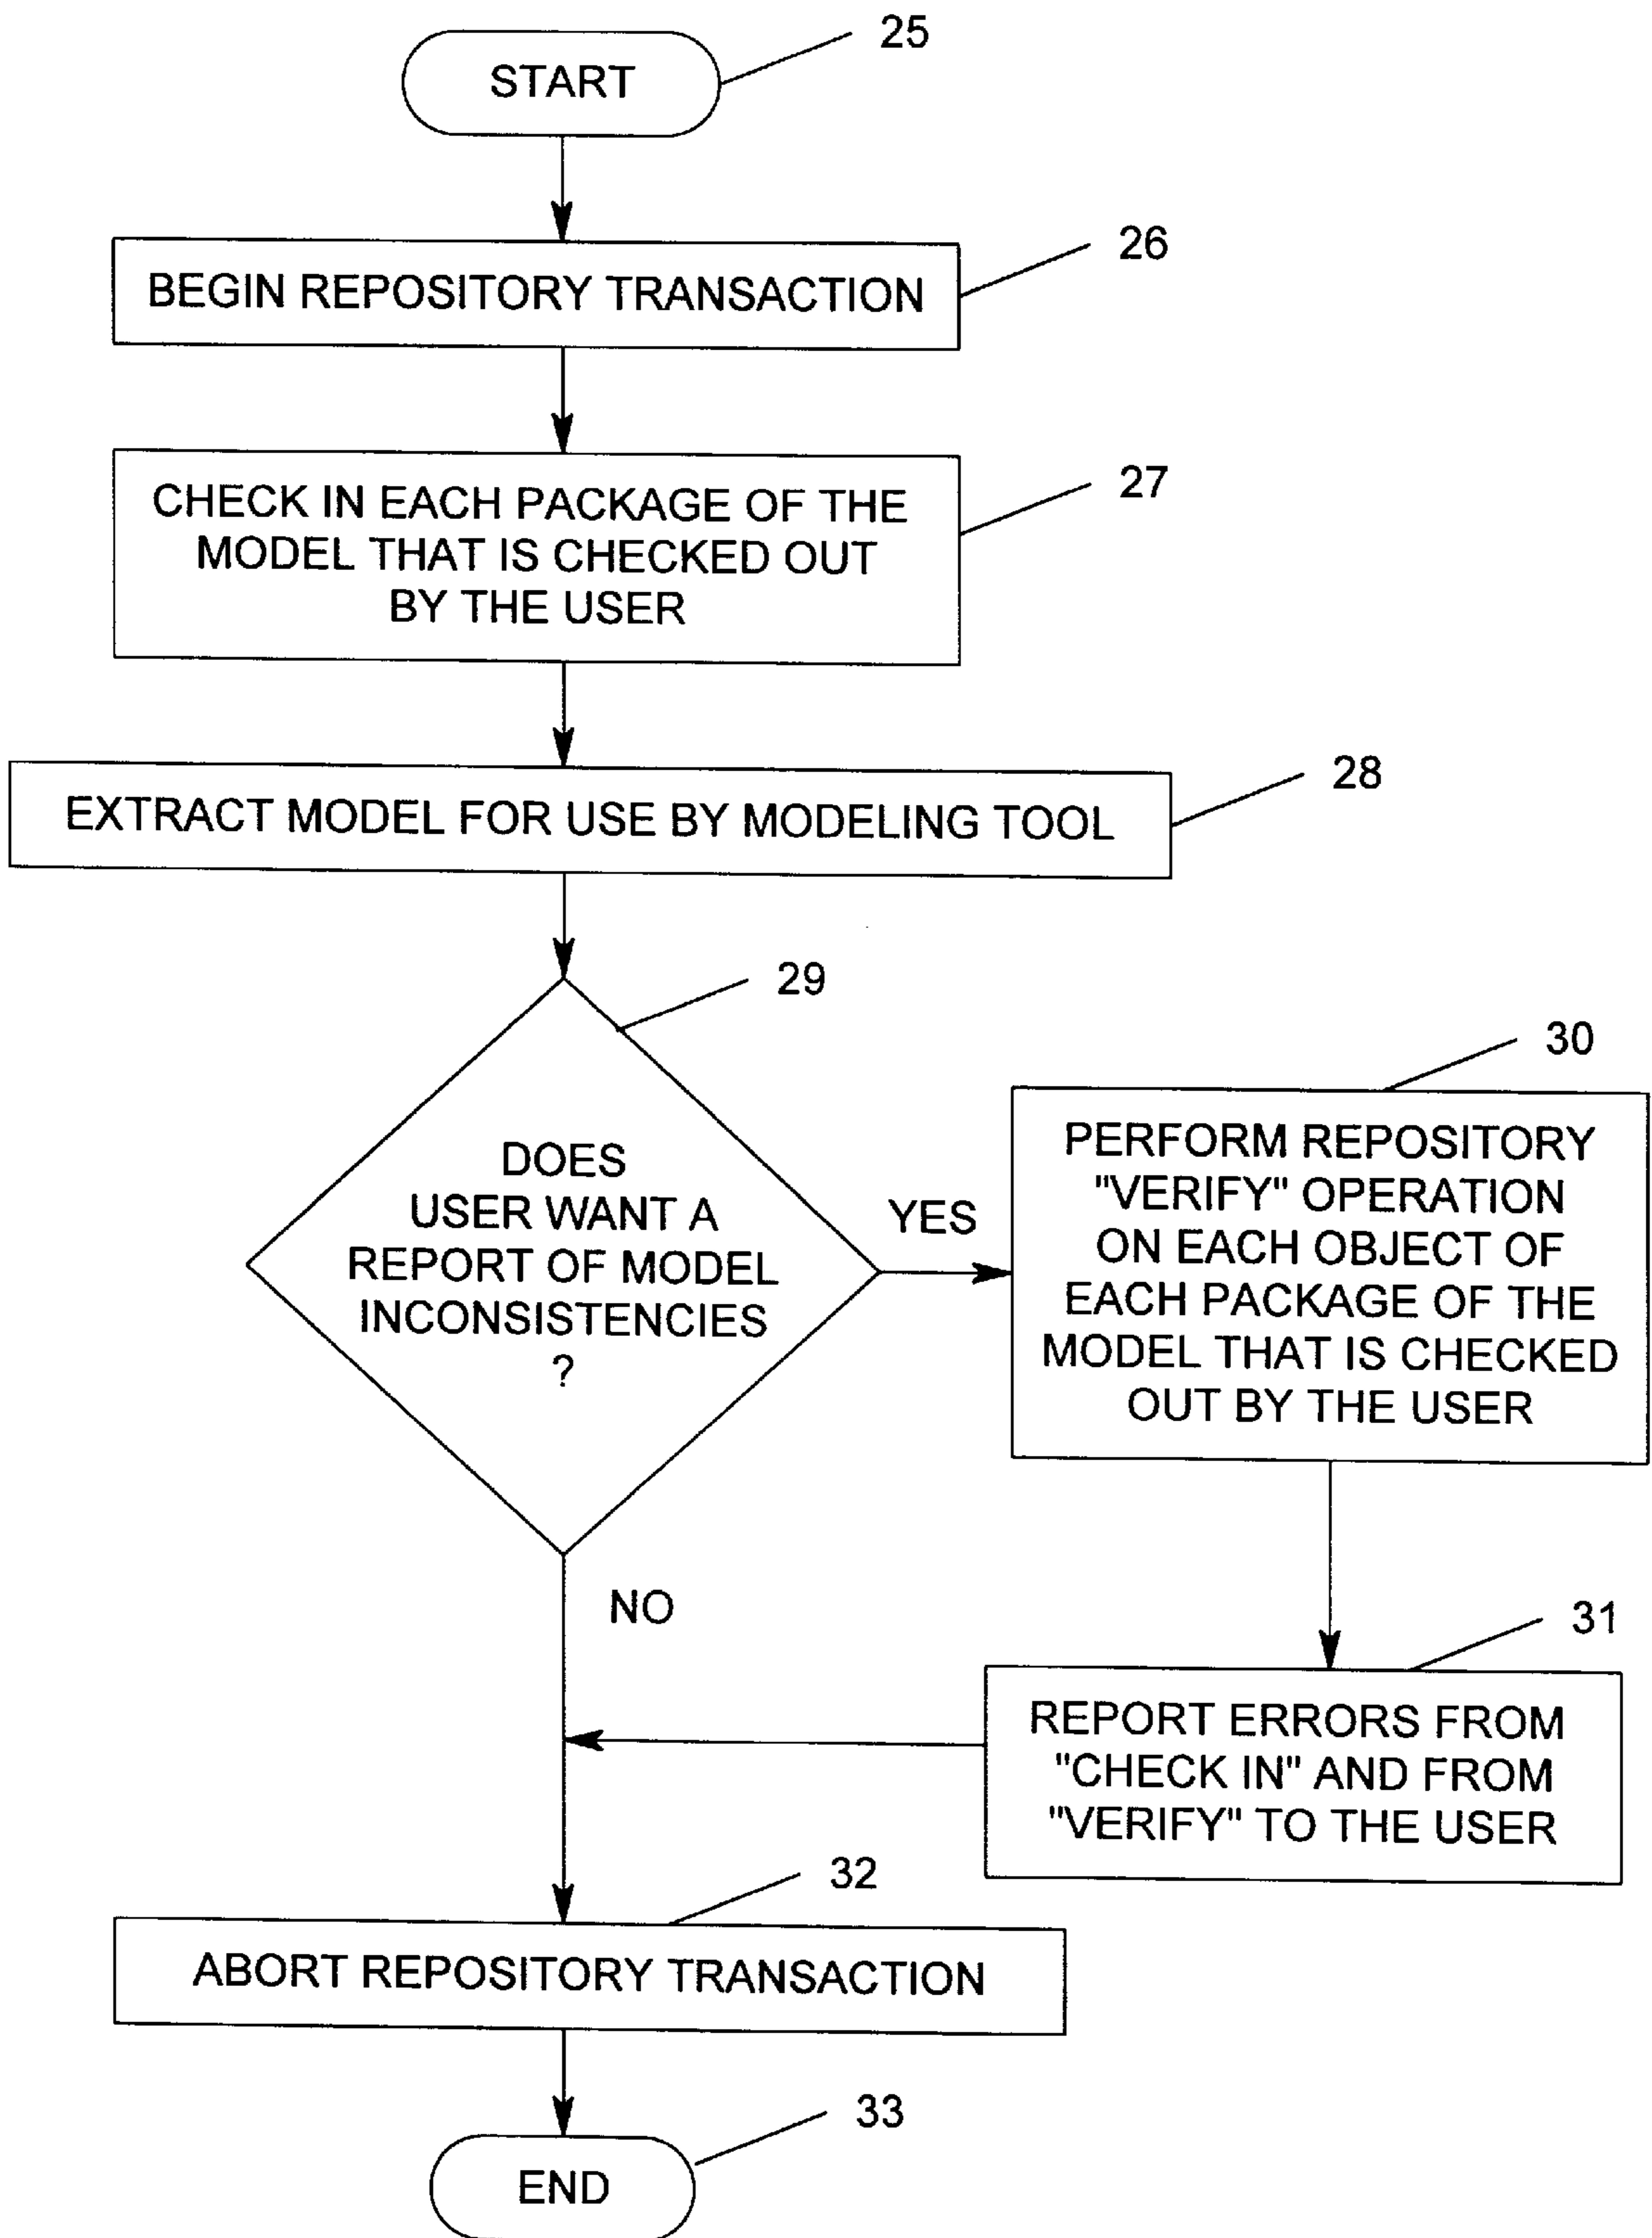 25
START
26
BEGIN REPOSITORY TRANSACTION
27
CHECK IN EACH PACKAGE OF THE
MODEL THAT IS CHECKED OUT
BY THE USER
28
EXTRACT MODEL FOR USE BY MODELING TOOL
29
DOES
USER WANT A
REPORT OF MODEL
INCONSISTENCIES
?
YES
30
PERFORM REPOSITORY
"VERIFY" OPERATION
ON EACH OBJECT OF
EACH PACKAGE OF THE
MODEL THAT IS CHECKED
OUT BY THE USER
NO
31
REPORT ERRORS FROM
"CHECK IN" AND FROM
"VERIFY" TO THE USER
32
ABORT REPOSITORY TRANSACTION
33
END